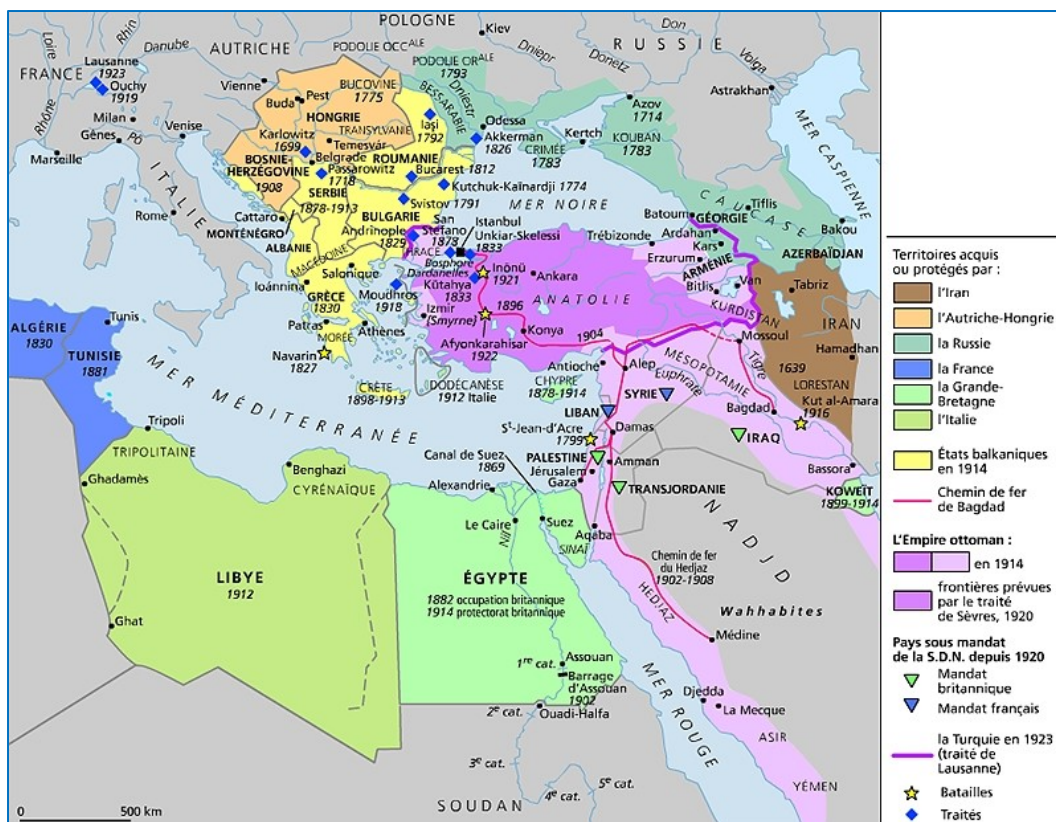 POLOGNE
Kiev
Don
RUSSIE
Volga
Loire
Rhin
Danube
AUTRICHE
PODOLIE OCCALE
PODOLIE ORALE
1793
Dniepr
Donetz
Lausanne
1923
FRANCE
Ouchy
1919
Vienne
BUCOVINE
1775
BESSARABIE
Dniestr
Astrakhan
Buda
Pest
HONGRIE
Iași
1792
Odessa
Azov
1714
Rhône
Milan
Venise
Karlowitz
1699
TRANSYLVANIE
Akkerman
1826
Kertch
KOUBAN
1783
MER CASPIENNE
Gênes
Pô
Temesvár
CRIMÉE
1783
Marseille
BOSNIE-
HERZÉGOVINE
1908
Belgrade
Passarowitz
1718
ROUMANIE
Bucarest 1812
ITALIE
SERBIE
1878-1913
Kutchuk-Kaïnardji 1774
CAUCASE
Svistov 1791
MER NOIRE
Tiflis
Rome
Cattaro
BULGARIE
Batoum
GÉORGIE
Bakou
MONTÉNÉGRO
Andrinople
1829
San
Stefano
1878
Istanbul
Unkiar-Skelessi
1833
Trébizonde
Ardahan
Kars
ALBANIE
THRACE
Erzurum
ARMÉNIE
AZERBAÏDJAN
MACÉDOINE
Salonique
Bosphore
Dardanelles
Inönü
1921
Ankara
Bitlis
Van
Tabriz
Ioánnina
Moudhros
1918
Kütahya
1833
1896
ANATOLIE
KURDISTAN
IRAN
GRÈCE
1830
Izmir
(Smyrne)
ALGÉRIE
1830
Tunis
Patras
Athènes
Konya
1904
Mossoul
Hamadhan
MORÉE
Afyonkarahisar
1922
TUNISIE
1881
Navarin
1827
Antioche
Alep
MÉSOPOTAMIE
Tigre
1639
MER MÉDITERRANÉE
CRÈTE
1898-1913
DODÉCANÈSE
1912 Italie
CHYPRE
1878-1914
Euphrate
LORESTAN
SYRIE
Bagdad
Kut al-Amara
1916
Tripoli
LIBAN
Damas
TRIPOLITAINE
St-Jean-d'Acre
1799
IRAQ
Benghazi
Canal de Suez
1869
PALESTINE
Jérusalem
Amman
Bassora
Ghadamès
CYRÉNAÏQUE
Alexandrie
Gaza
TRANSJORDANIE
KOWEÏT
1899-1914
Le Caire
Suez
NADJD
Nil
SINAÏ
Aqaba
LIBYE
1912
ÉGYPTE
Chemin de fer
du Hedjaz
1902-1908
1882 occupation britannique
1914 protectorat britannique
HEDJAZ
Wahhabites
Ghat
Médine
1re cat.
Assouan
Barrage
d'Assouan
1902
MER ROUGE
2e cat.
Ouadi-Halfa
Djedda
La Mecque
3e cat.
ASIR
4e cat.
5e cat.
YÉMEN
SOUDAN
0 500 km
Territoires acquis
ou protégés par :
l'Iran
l'Autriche-Hongrie
la Russie
la France
la Grande-
Bretagne
l'Italie
États balkaniques
en 1914
Chemin de fer
de Bagdad
L'Empire ottoman :
en 1914
frontières prévues
par le traité
de Sèvres, 1920
Pays sous mandat
de la S.D.N. depuis 1920
Mandat
britannique
Mandat français
la Turquie en 1923
(traité de
Lausanne)
Batailles
Traités